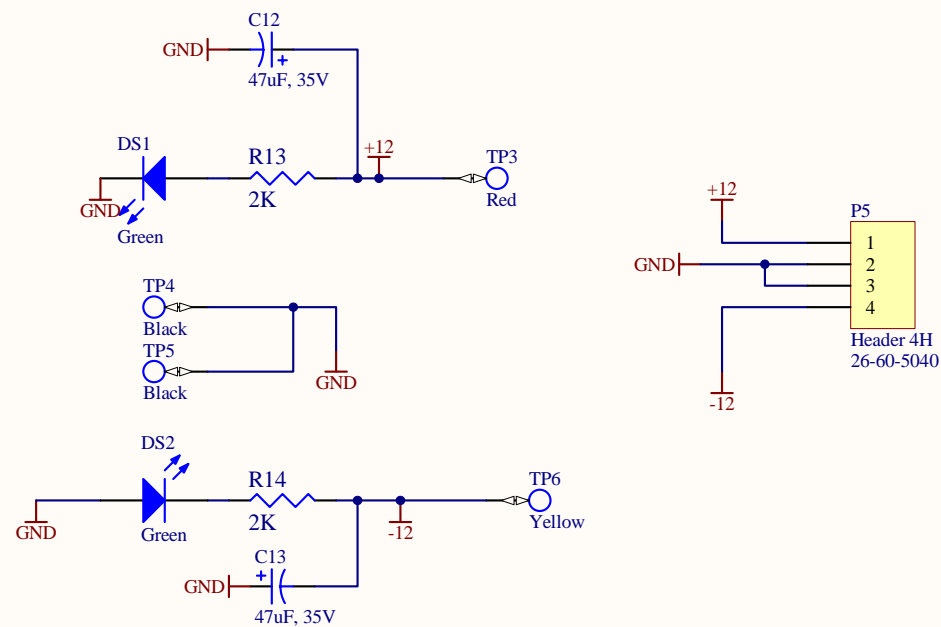 C12
GND
47uF, 35V
DS1
R13
+12
TP3
2K
Red
GND
Green
+12
P5
1
GND
2
3
4
Header 4H
26-60-5040
-12
TP4
Black
TP5
Black
GND
DS2
R14
TP6
2K
Yellow
GND
Green
-12
C13
GND
47uF, 35V